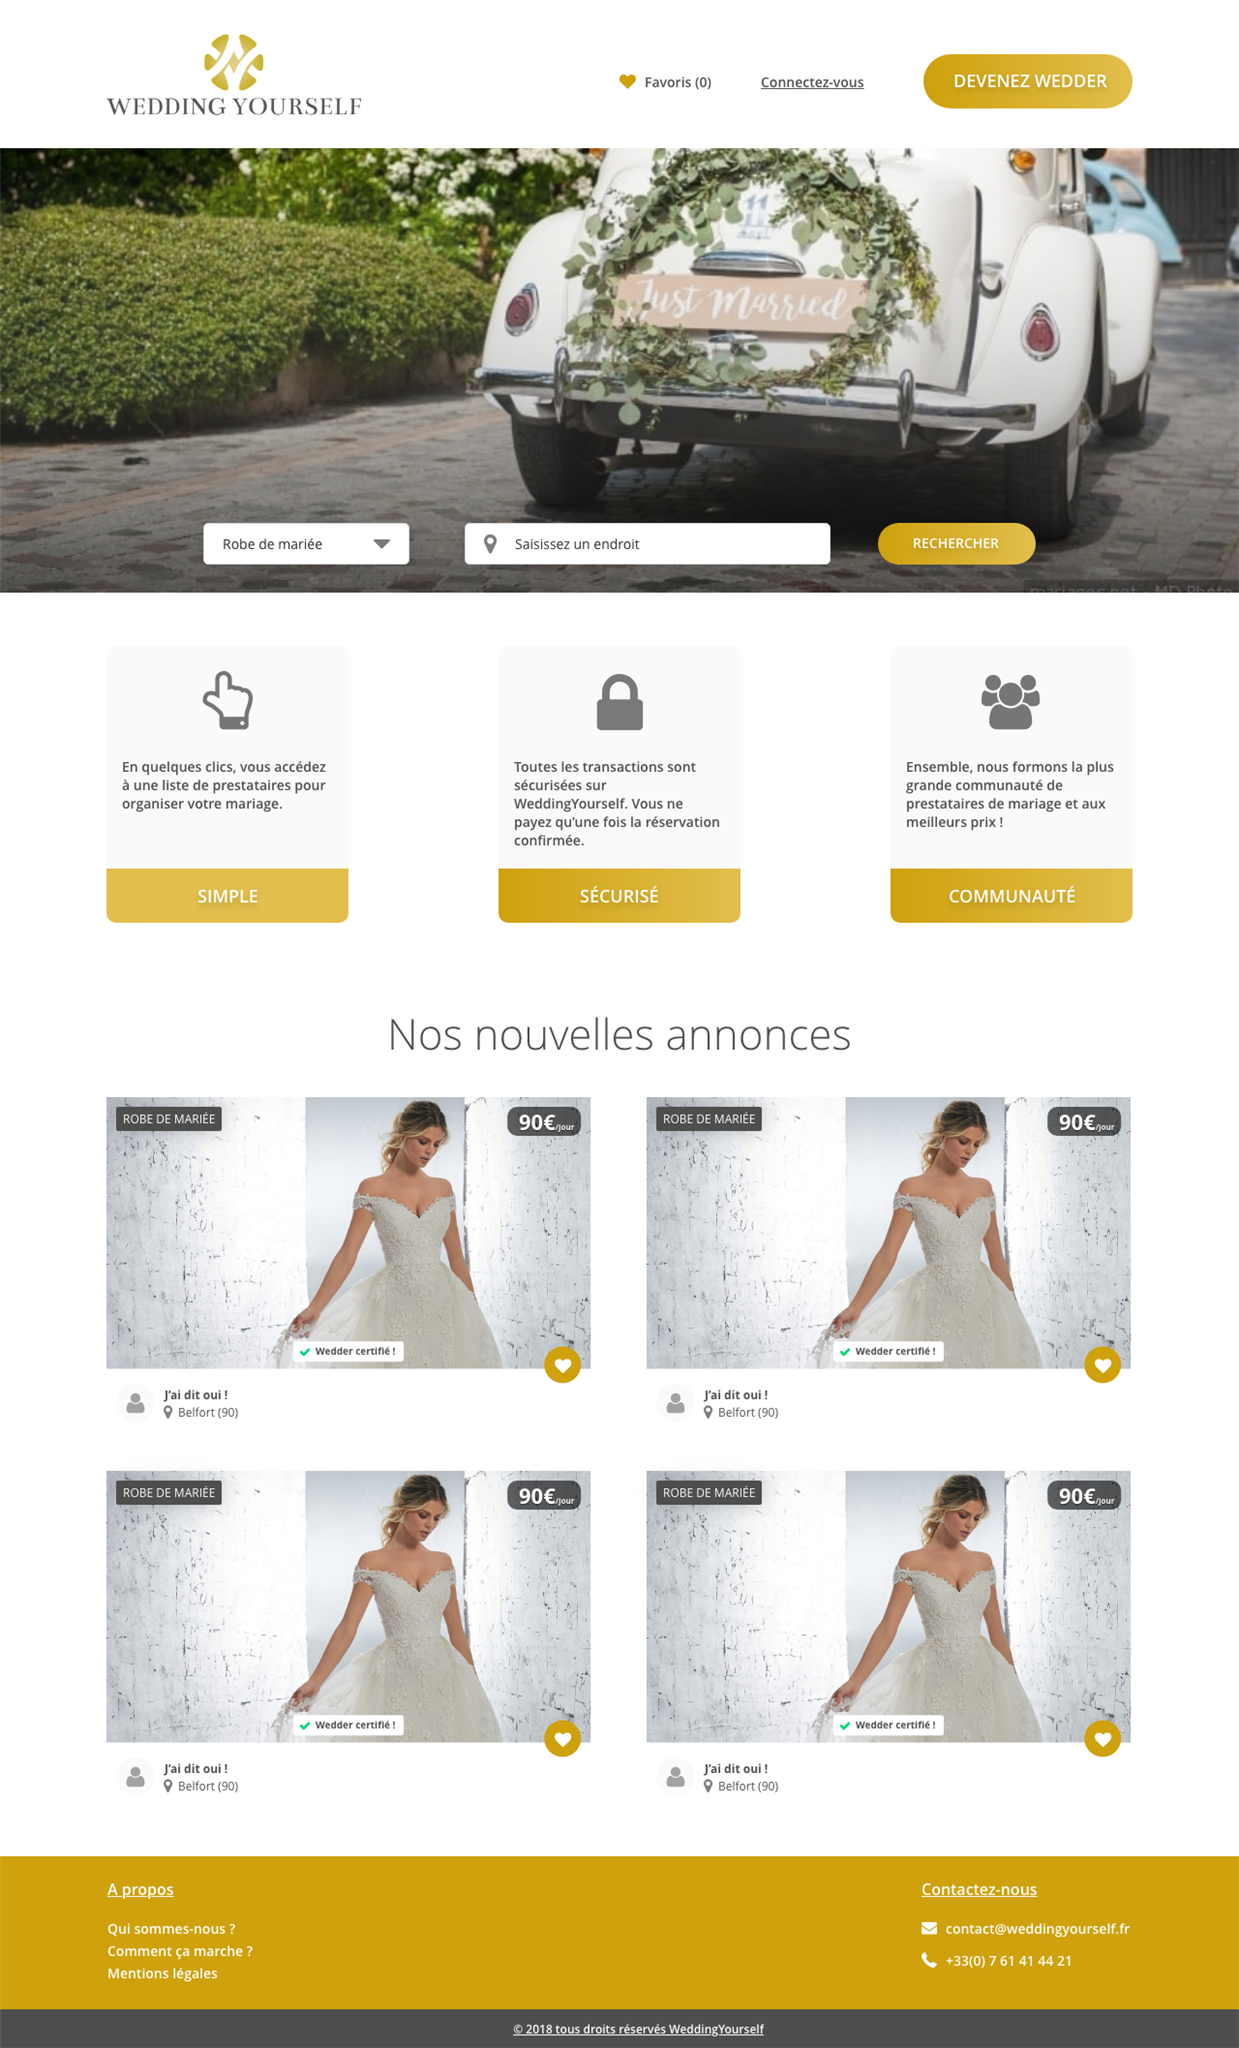 WEDDING YOURSELF
Favoris (0)
Connectez-vous
DEVENEZ WEDDER
11
Just Married
Robe de mariée
Saisissez un endroit
RECHERCHER
mariages.net - MD Photo
En quelques clics, vous accédez
à une liste de prestataires pour
organiser votre mariage.
SIMPLE
Toutes les transactions sont
sécurisées sur
WeddingYourself. Vous ne
payez qu’une fois la réservation
confirmée.
SÉCURISÉ
Ensemble, nous formons la plus
grande communauté de
prestataires de mariage et aux
meilleurs prix !
COMMUNAUTÉ
Nos nouvelles annonces
ROBE DE MARIÉE
90€/jour
Wedder certifié !
J’ai dit oui !
Belfort (90)
ROBE DE MARIÉE
90€/jour
Wedder certifié !
J’ai dit oui !
Belfort (90)
ROBE DE MARIÉE
90€/jour
Wedder certifié !
J’ai dit oui !
Belfort (90)
ROBE DE MARIÉE
90€/jour
Wedder certifié !
J’ai dit oui !
Belfort (90)
A propos
Qui sommes-nous ?
Comment ça marche ?
Mentions légales
Contactez-nous
contact@weddingyourself.fr
+33(0) 7 61 41 44 21
© 2018 tous droits réservés WeddingYourself